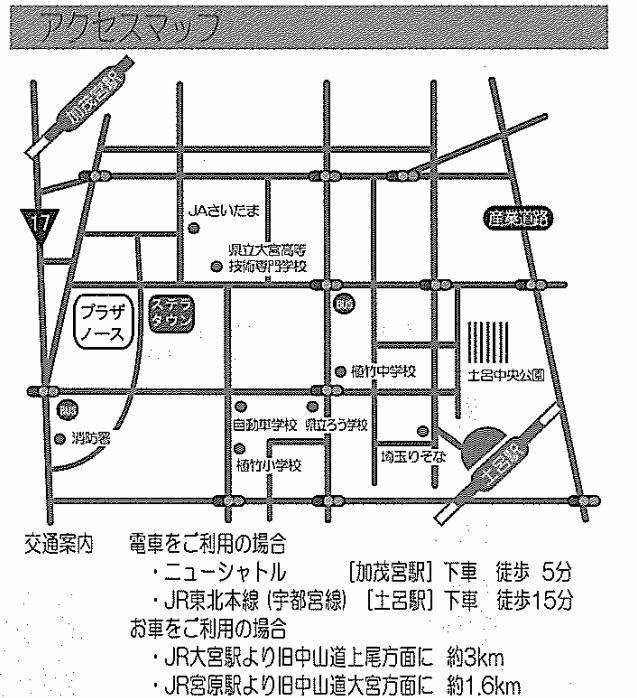 アクセスマップ
加茂宮駅
17
JAさいたま
産業道路
県立大宮高等
技術専門学校
プラザ
ノース
ステラ
タウン
BUS
植竹中学校
土呂中央公園
BUS
消防署
自動車学校
県立ろう学校
植竹小学校
埼玉りそな
土呂駅
交通案内 電車をご利用の場合
・ニューシャトル [加茂宮駅] 下車 徒歩 5分
・JR東北本線 (宇都宮線) [土呂駅] 下車 徒歩15分
お車をご利用の場合
・JR大宮駅より旧中山道上尾方面に 約3km
・JR宮原駅より旧中山道大宮方面に 約1.6km